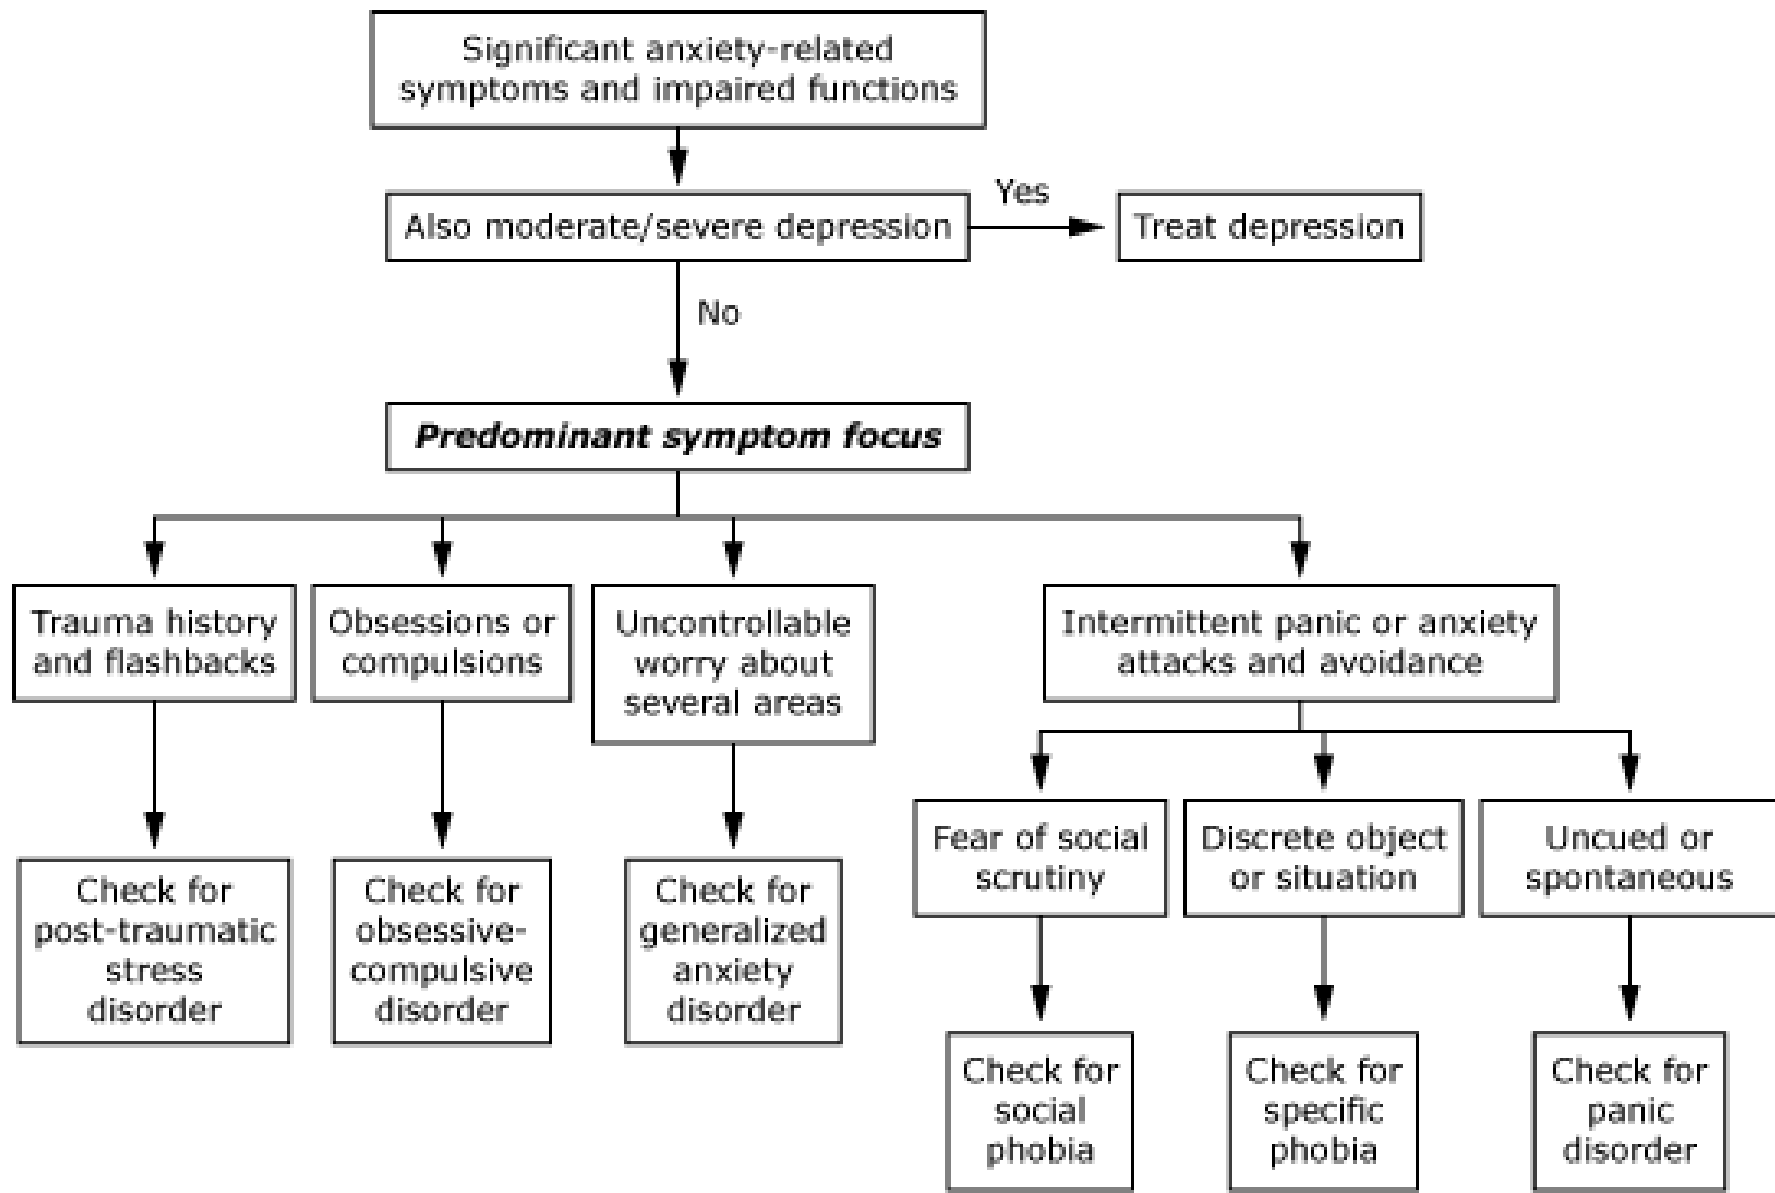 Significant anxiety-related
symptoms and impaired functions
Also moderate/severe depression
Yes
Treat depression
No
Predominant symptom focus
Trauma history
and flashbacks
Obsessions or
compulsions
Uncontrollable
worry about
several areas
Intermittent panic or anxiety
attacks and avoidance
Check for
post-traumatic
stress
disorder
Check for
obsessive-
compulsive
disorder
Check for
generalized
anxiety
disorder
Fear of social
scrutiny
Discrete object
or situation
Uncued or
spontaneous
Check for
social
phobia
Check for
specific
phobia
Check for
panic
disorder